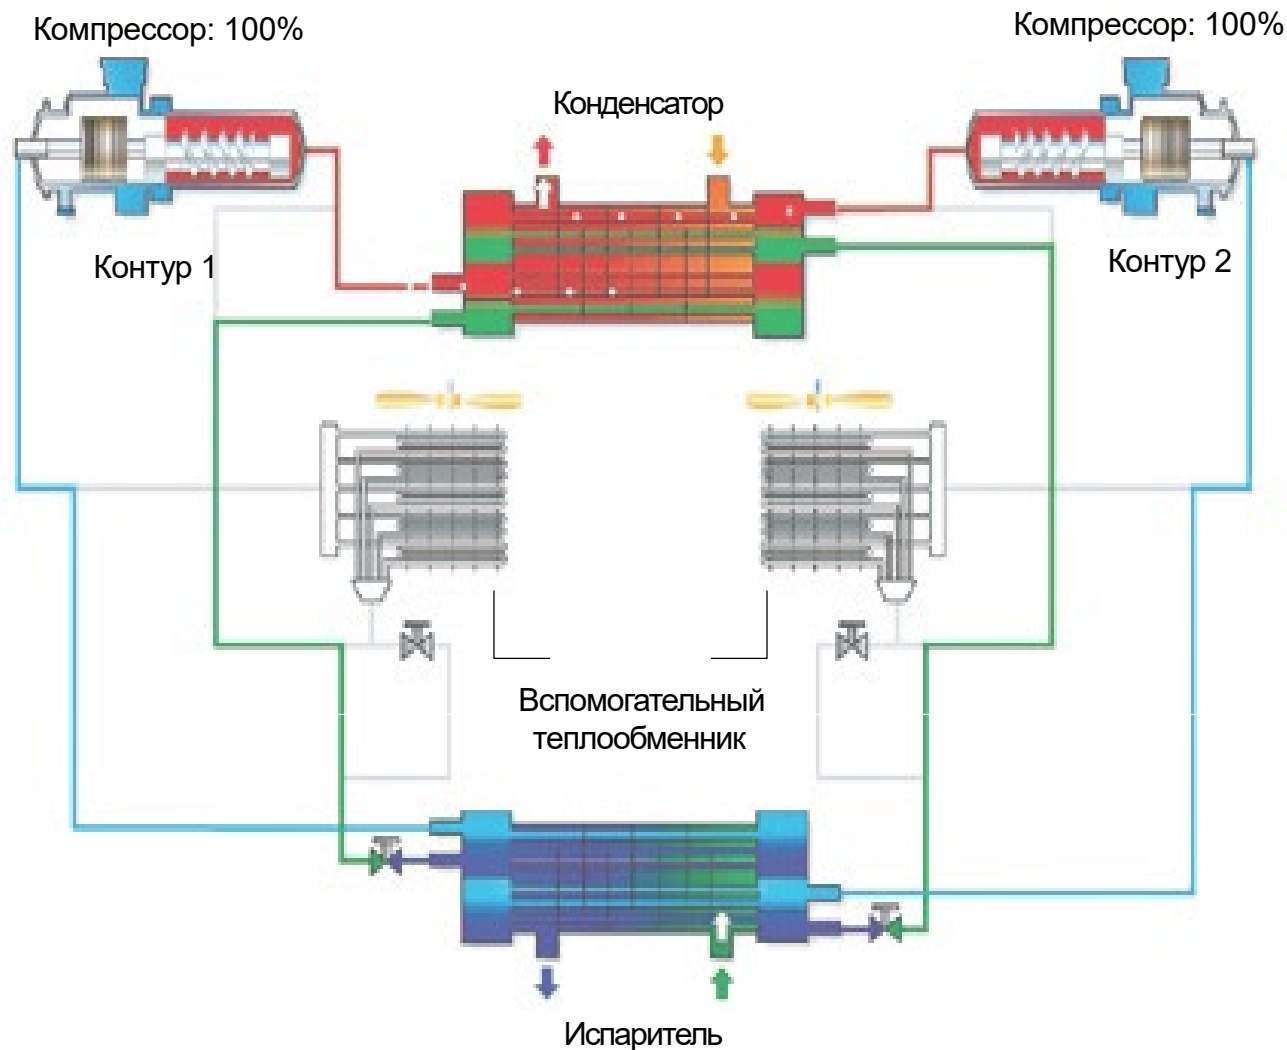 Компрессор: 100%
Компрессор: 100%
Конденсатор
Контур 1
Контур 2
Вспомогательный
теплообменник
Испаритель